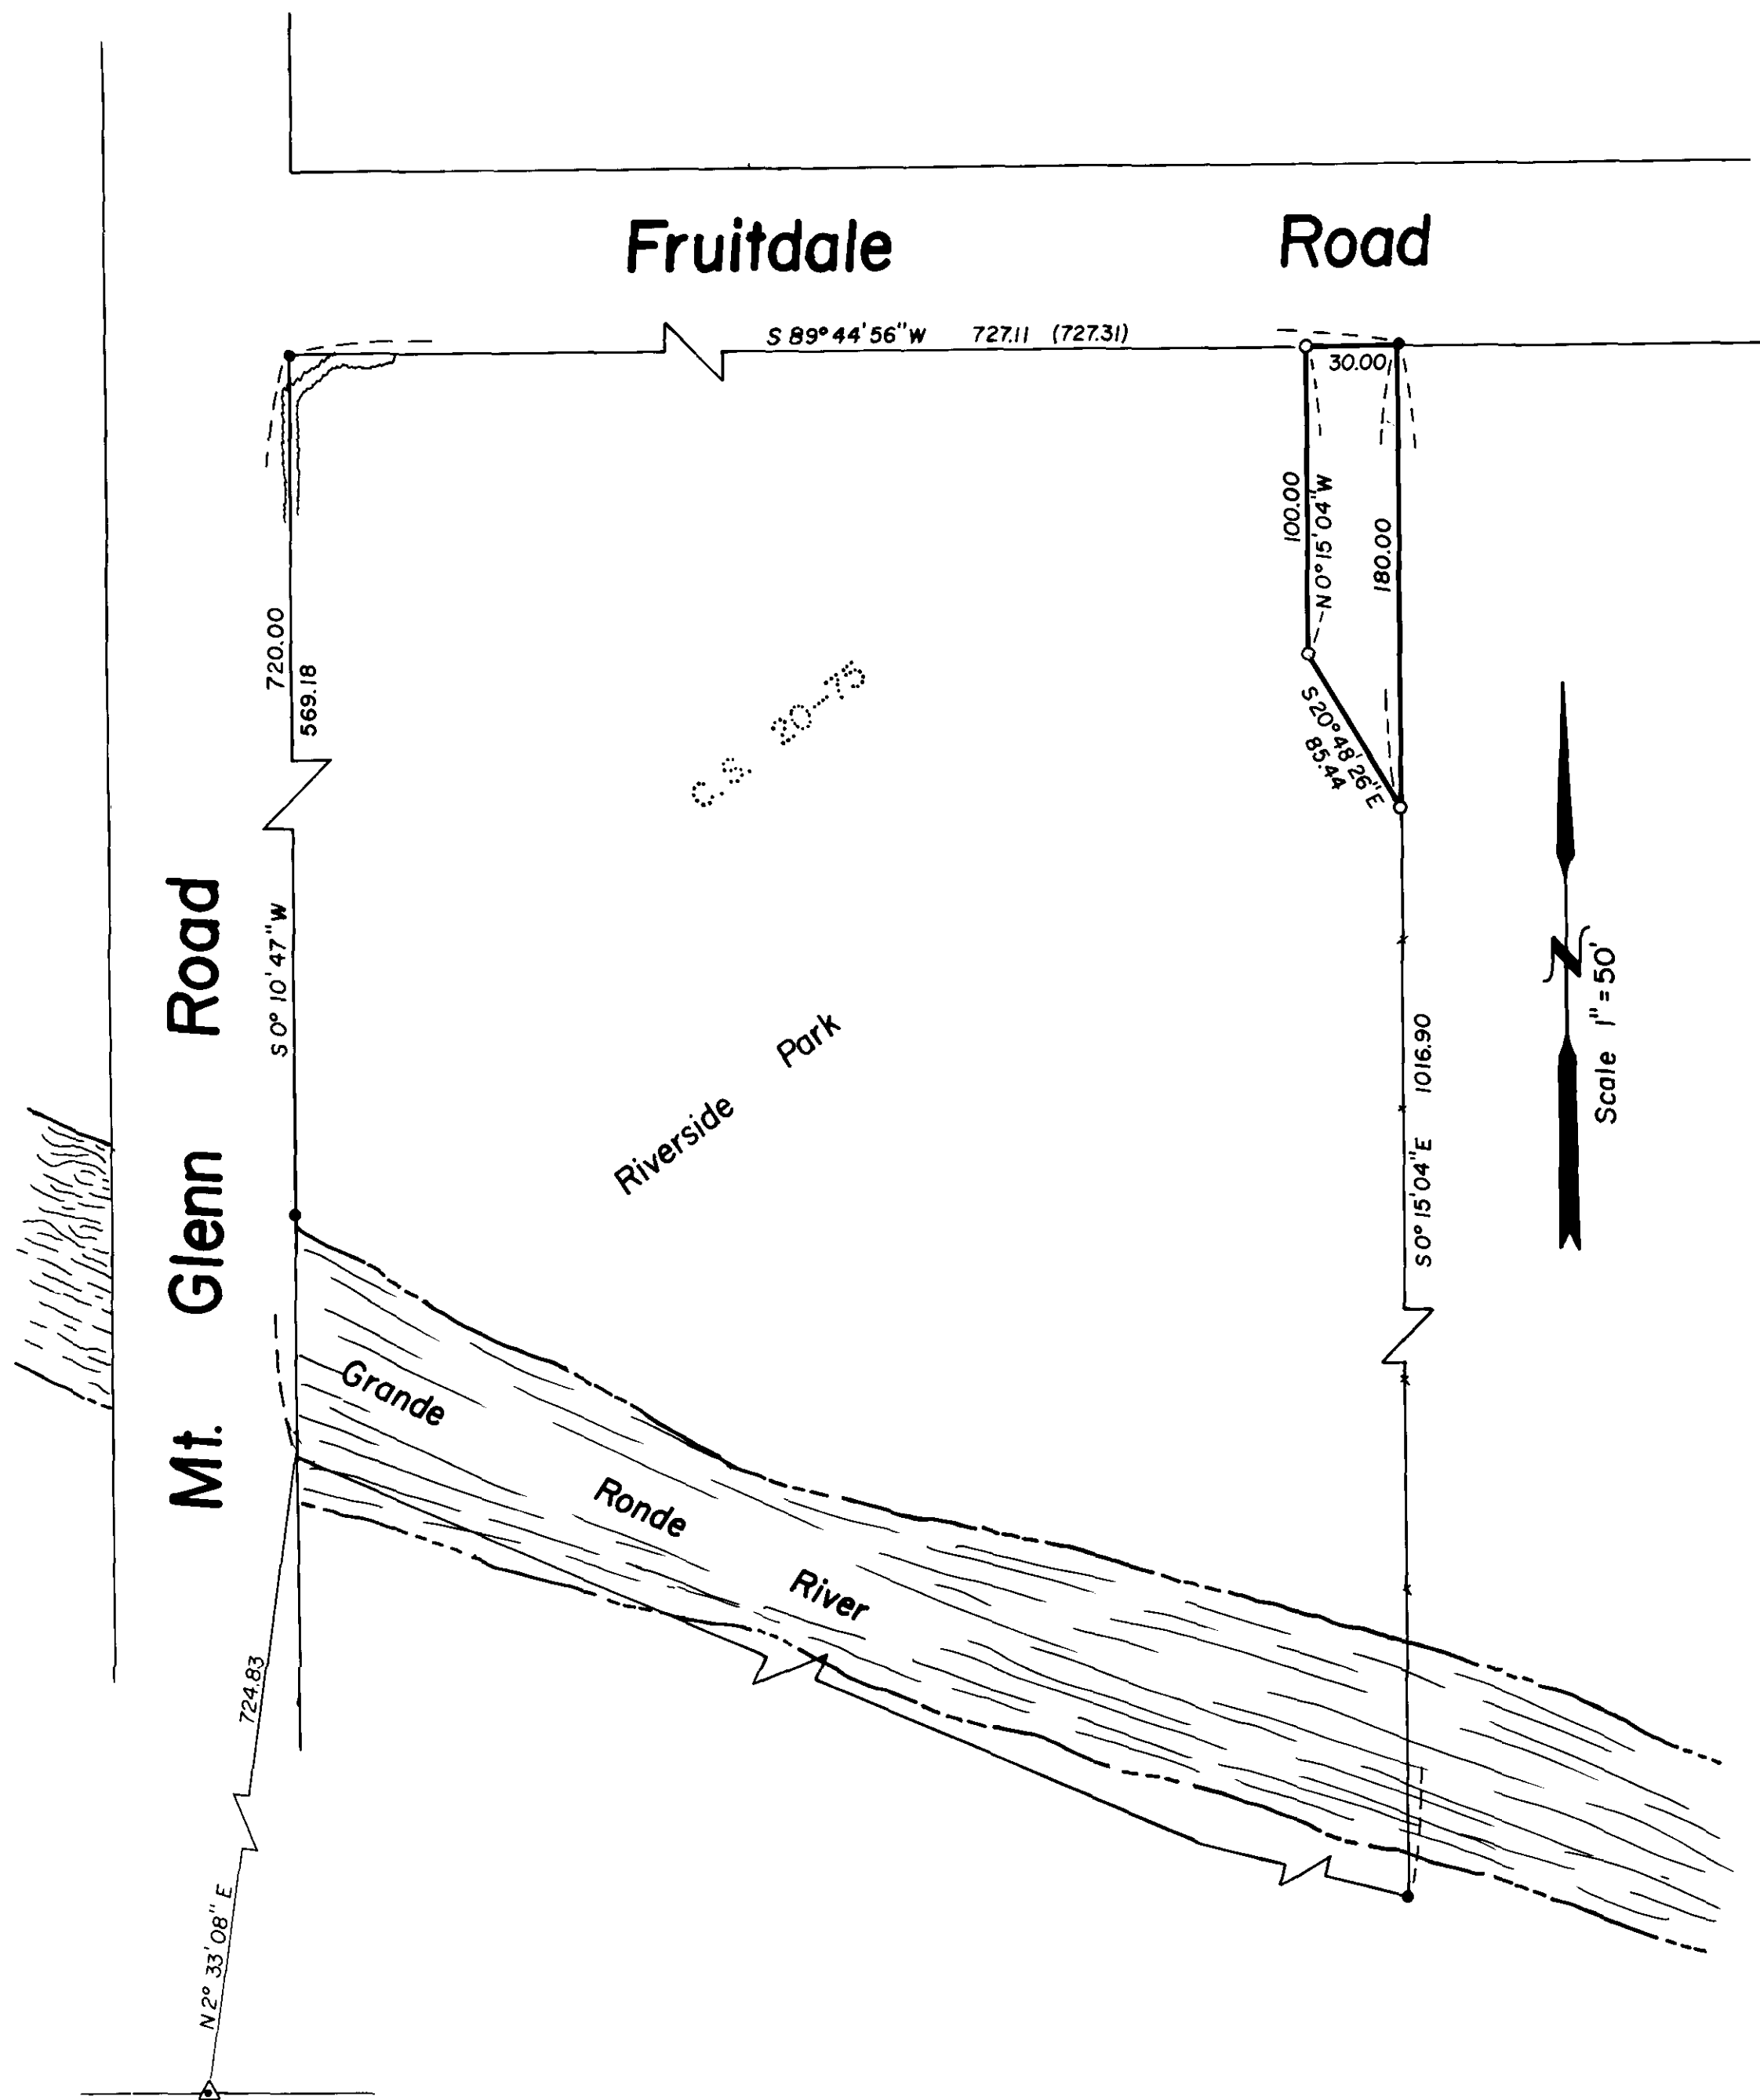 Fruitdale Road
S 89° 44' 56" W 727.11 (727.31)
30.00
100.00
N 0° 15' 04" W
180.00
S 20° 48' 26" E
85.44
720.00
569.18
C.S. 20-75
S 0° 10' 47" W
Mt. Glenn Road
Riverside Park
1016.90
S 0° 15' 04" E
N
Scale 1" = 50'
Grande
Ronde
River
724.83
N 2° 33' 08" E